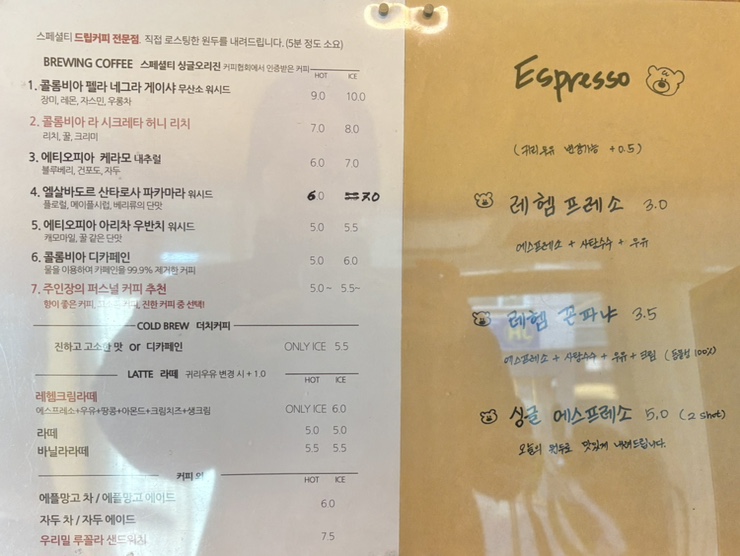 스페셜티 드립커피 전문점. 직접 로스팅한 원두를 내려드립니다. (5분 정도 소요)
BREWING COFFEE 스페셜티 싱글오리진 커피협회에서 인증받은 커피 HOT ICE
1. 콜롬비아 펠라 네그라 게이샤 무산소 워시드 9.0 10.0
장미, 레몬, 자스민, 우롱차
2. 콜롬비아 라 시크레타 허니 리치 7.0 8.0
리치, 꿀, 크리미
3. 에티오피아 케라모 내추럴 6.0 7.0
블루베리, 건포도, 자두
4. 엘살바도르 산타로사 파카마라 워시드 6.0 7.0
플로럴, 메이플시럽, 베리류의 단맛
5. 에티오피아 아리차 우반치 워시드 5.0 5.5
캐모마일, 꿀 같은 단맛
6. 콜롬비아 디카페인 5.0 6.0
물을 이용하여 카페인을 99.9% 제거한 커피
7. 주인장의 퍼스널 커피 추천 5.0~ 5.5~
향이 좋은 커피, 커피, 진한 커피 중 선택!
COLD BREW 더치커피
진하고 고소한 맛 or 디카페인 ONLY ICE 5.5
LATTE 라떼 귀리우유 변경 시 + 1.0 HOT ICE
레헴크림라떼
에스프레소+우유+땅콩+아몬드+크림치즈+생크림 ONLY ICE 6.0
라떼 5.0 5.0
바닐라라떼 5.5 5.5
커피 외 HOT ICE
애플망고 차 / 애플망고 에이드 6.0
자두 차 / 자두 에이드
우리밀 루꼴라 샌드위치 7.5
Espresso
(귀리우유 변경가능 +0.5)
레헴프레소 3.0
에스프레소 + 사탕수수 + 우유
레헴 꼰파냐 3.5
에스프레소 + 사탕수수 + 우유 + 크림 (동물성 100%)
싱글 에스프레소 5.0 (2 shot)
오늘의 원두로 맛있게 내려드립니다.